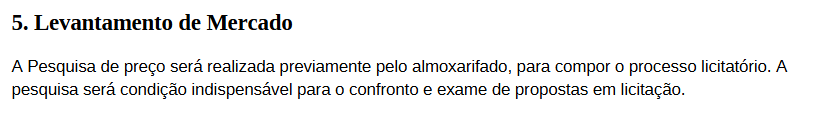 5. Levantamento de Mercado
A Pesquisa de preço será realizada previamente pelo almoxarifado, para compor o processo licitatório. A
pesquisa será condição indispensável para o confronto e exame de propostas em licitação.